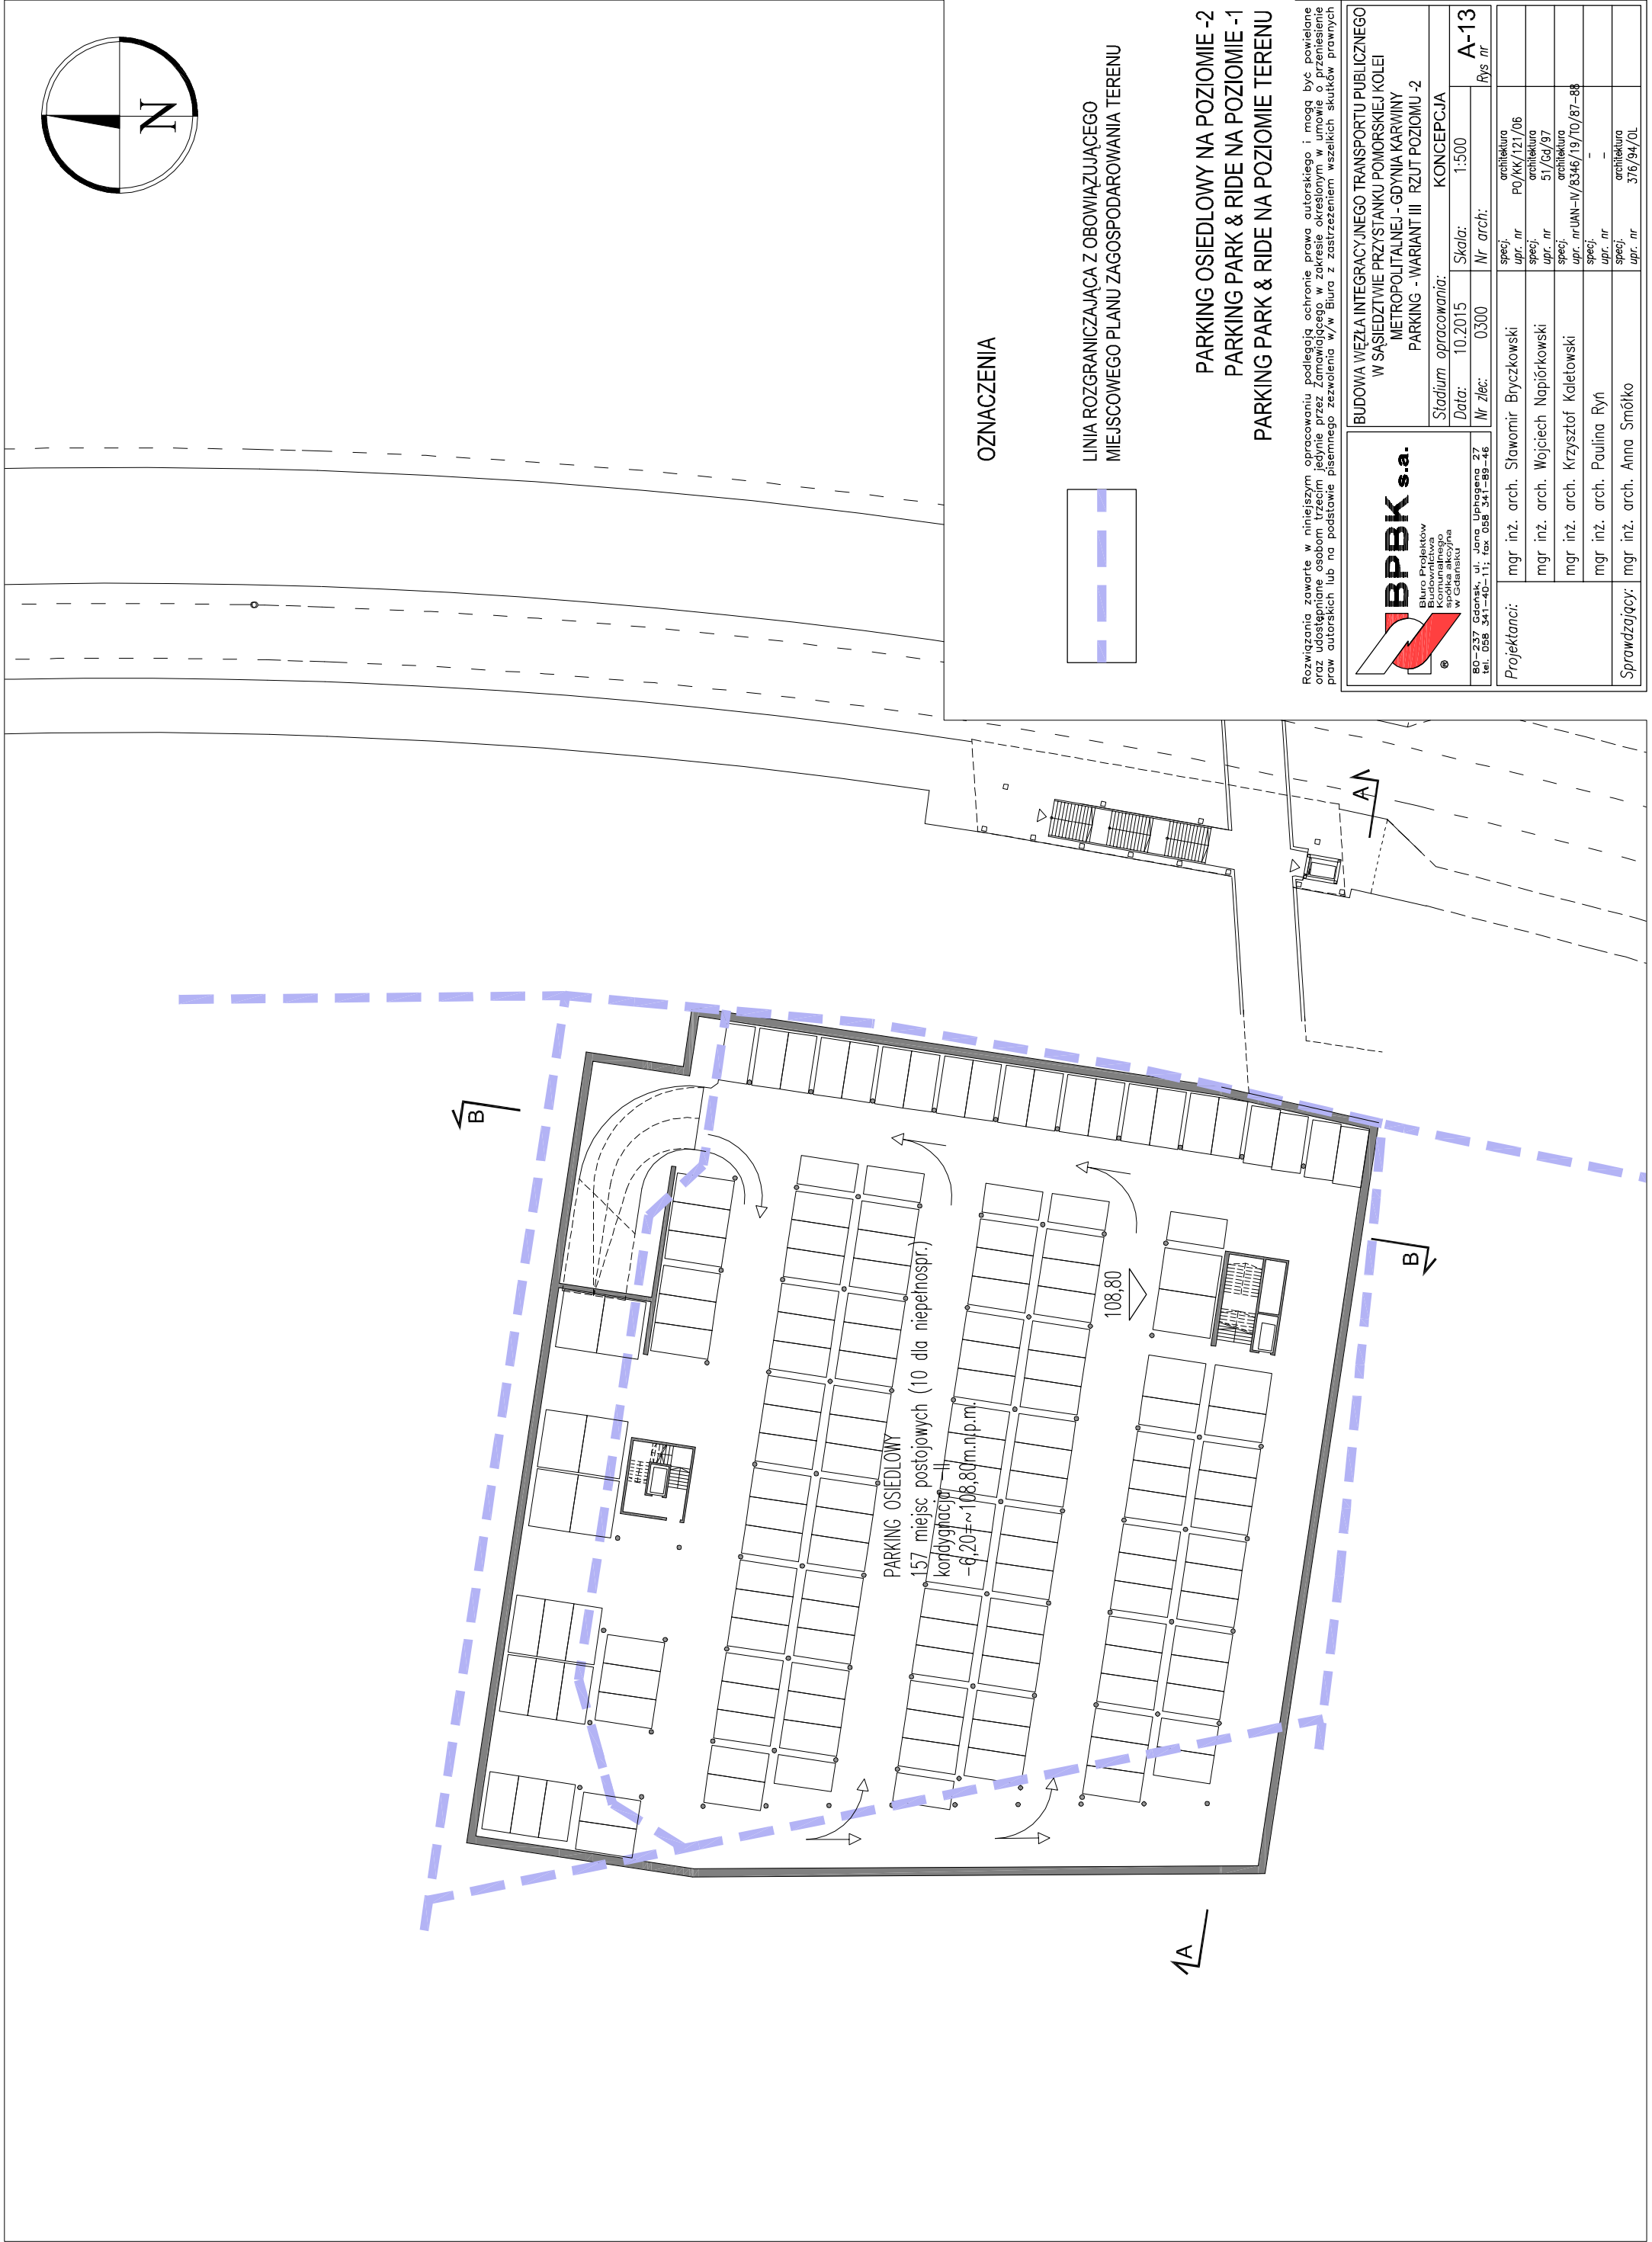 N
OZNACZENIA
LINIA ROZGRANICZAJĄCA Z OBOWIĄZUJĄCEGO
MIEJSCOWEGO PLANU ZAGOSPODAROWANIA TERENU
PARKING OSIEDLOWY NA POZIOMIE -2
PARKING PARK & RIDE NA POZIOMIE -1
PARKING PARK & RIDE NA POZIOMIE TERENU
B
A
108,80
PARKING OSIEDLOWY
157 miejsc postojowych (10 dla niepełnospr.)
kondygnacja -II
-6,20=~108,80m.n.p.m.
B
A
Rozwiązania zawarte w niniejszym opracowaniu podlegają ochronie prawa autorskiego i mogą być powielane
oraz udostępnione osobom trzecim jedynie przez Zamawiającego w zakresie określonym w umowie o przeniesienie
praw autorskich lub na podstawie pisemnego zezwolenia w/w Biura z zastrzeżeniem wszelkich skutków prawnych
BPBK s.a.
Biuro Projektów
Budownictwa
Komunalnego
spółka akcyjna
w Gdańsku
®
80-237 Gdańsk, ul. Jana Uphagena 27
tel. 058 341-40-11; fax 058 341-89-46
BUDOWA WĘZŁA INTEGRACYJNEGO TRANSPORTU PUBLICZNEGO
W SĄSIEDZTWIE PRZYSTANKU POMORSKIEJ KOLEI
METROPOLITALNEJ - GDYNIA KARWINY
PARKING - WARIANT III RZUT POZIOMU -2
Stadium opracowania: KONCEPCJA
Data: 10.2015 Skala: 1:500 A-13
Nr zlec: 0300 Nr arch: Rys nr
Projektanci: mgr inż. arch. Sławomir Bryczkowski specj. architektura
upr. nr PO/KK/121/06
mgr inż. arch. Wojciech Napiórkowski specj. architektura
upr. nr 51/Gd/97
mgr inż. arch. Krzysztof Kaletowski specj. architektura
upr. nr UAN-IV/8346/19/TO/87-88
mgr inż. arch. Paulina Ryń specj. -
upr. nr -
Sprawdzający: mgr inż. arch. Anna Smółko specj. architektura
upr. nr 376/94/OL